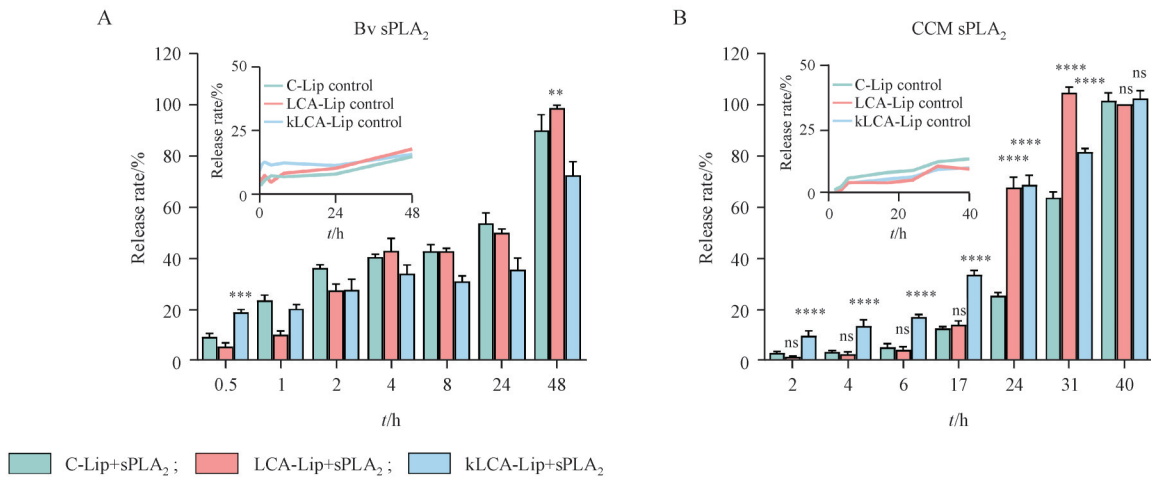 A
Bv sPLA₂
Release rate/%
120
100
80
60
40
20
0
0.5 1 2 4 8 24 48
t/h
***
**
Release rate/%
50
25
0
0 24 48
t/h
C-Lip control
LCA-Lip control
kLCA-Lip control
B
CCM sPLA₂
Release rate/%
120
100
80
60
40
20
0
2 4 6 17 24 31 40
t/h
ns **** ns **** ns **** ns **** **** **** **** **** ns ns
Release rate/%
50
25
0
0 20 40
t/h
C-Lip control
LCA-Lip control
kLCA-Lip control
C-Lip+sPLA₂ ; LCA-Lip+sPLA₂ ; kLCA-Lip+sPLA₂